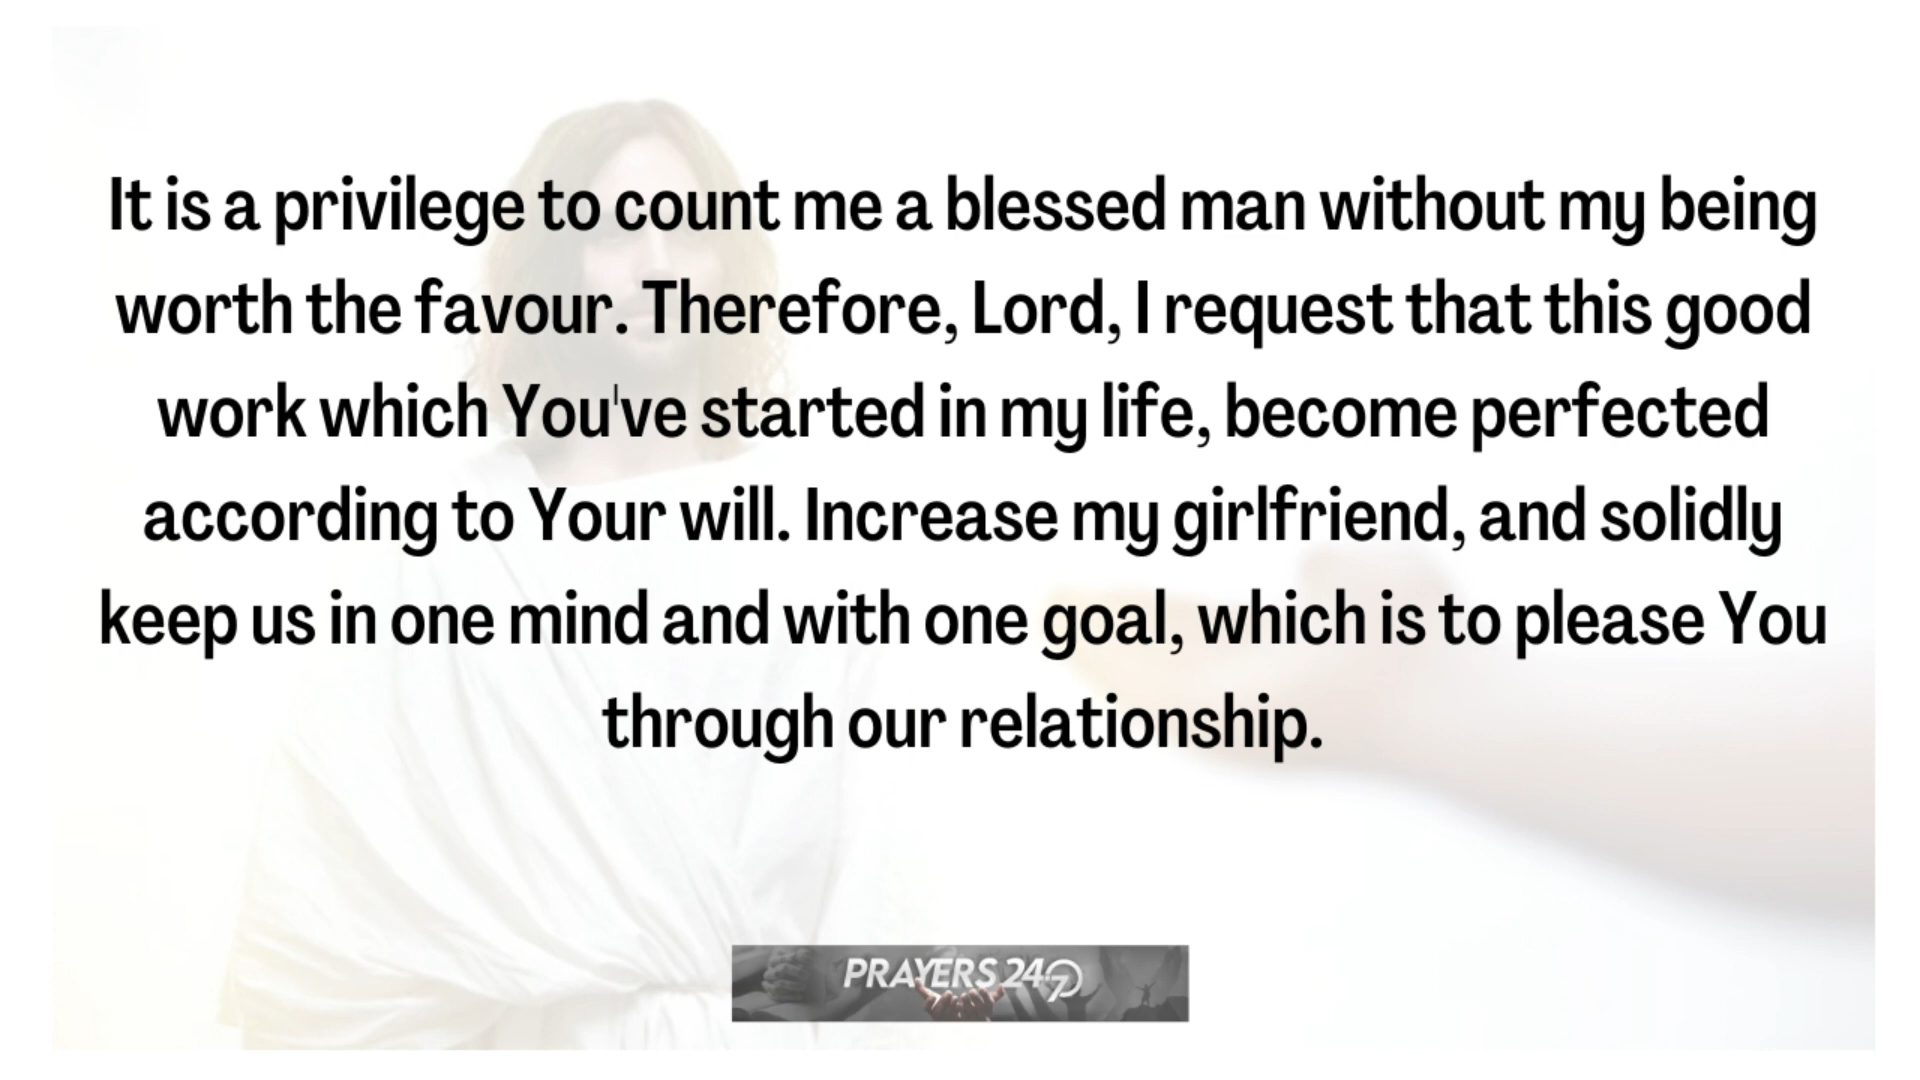 It is a privilege to count me a blessed man without my being
worth the favour. Therefore, Lord, I request that this good
work which You've started in my life, become perfected
according to Your will. Increase my girlfriend, and solidly
keep us in one mind and with one goal, which is to please You
through our relationship.
PRAYERS 247